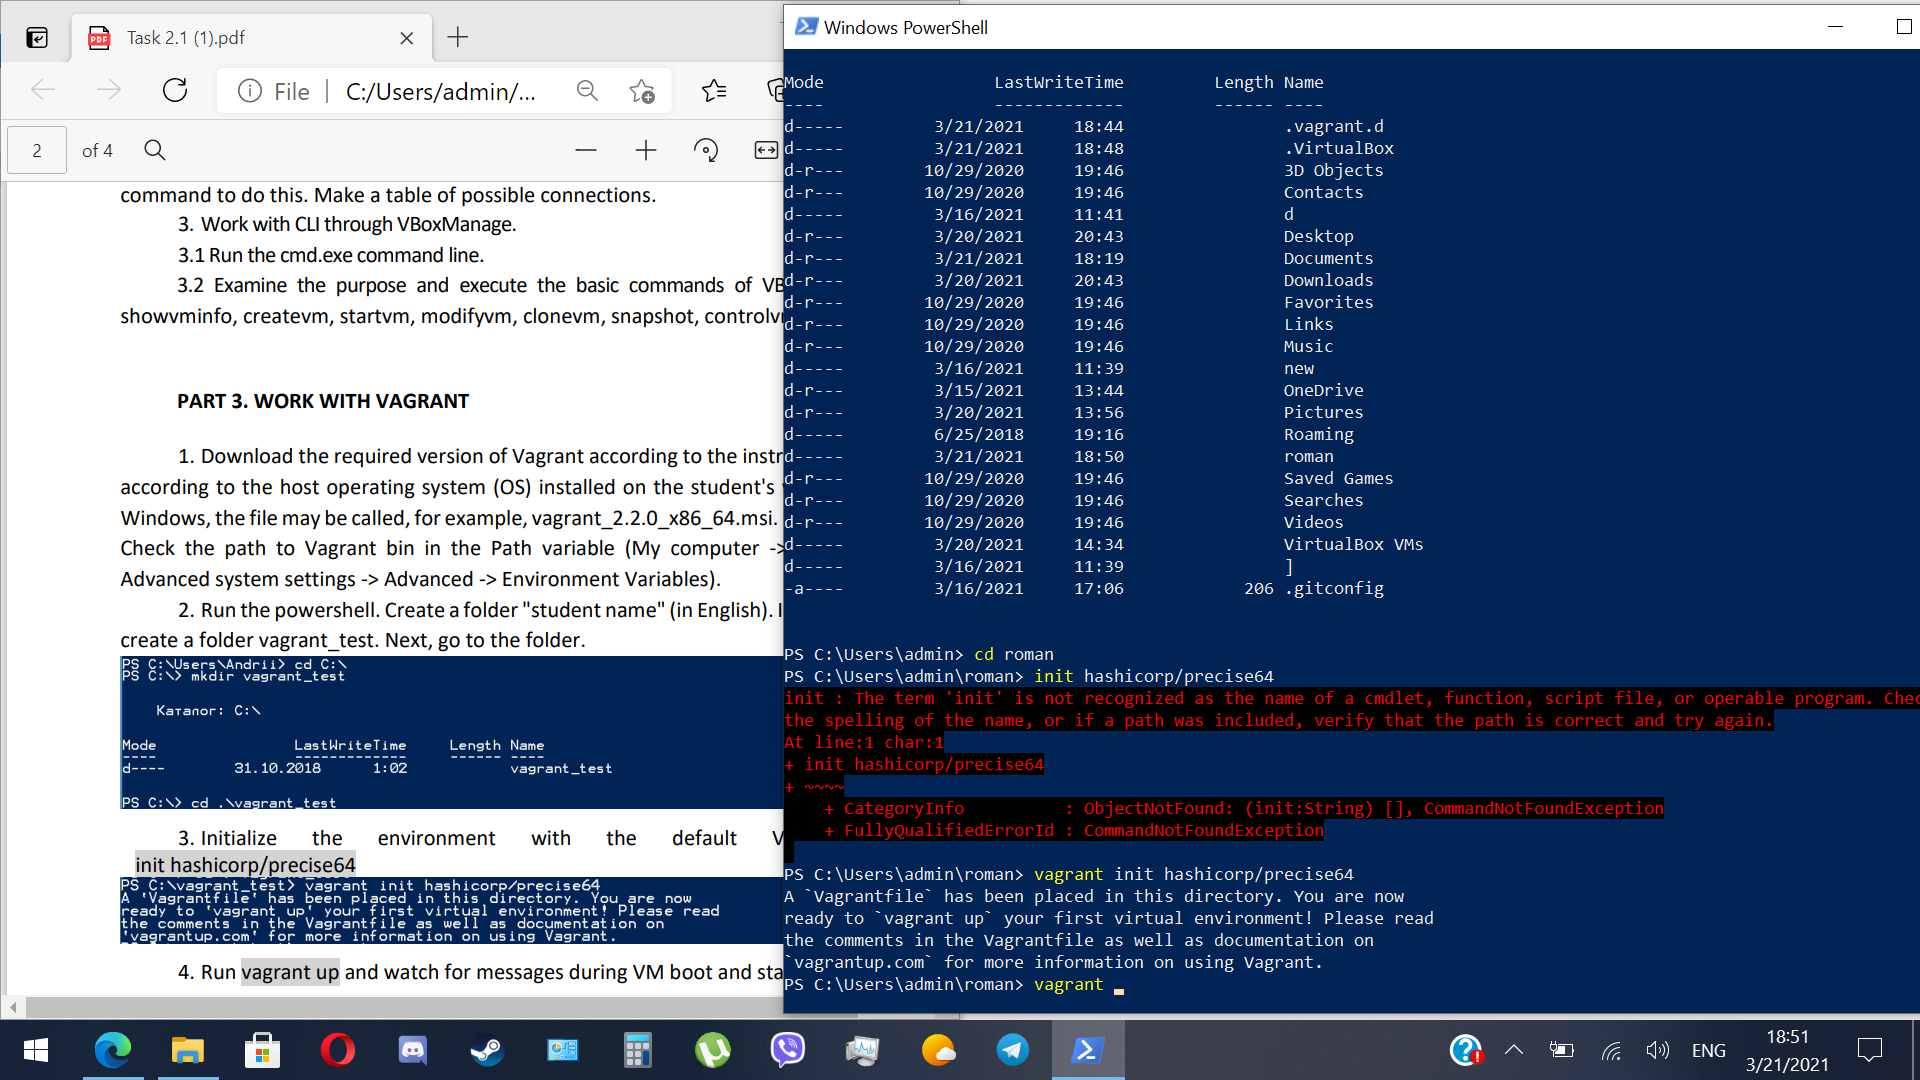 Task 2.1 (1).pdf
File
C:/Users/admin/...
2
of 4
command to do this. Make a table of possible connections.
3. Work with CLI through VBoxManage.
3.1 Run the cmd.exe command line.
3.2 Examine the purpose and execute the basic commands of VB
showvminfo, createvm, startvm, modifyvm, clonevm, snapshot, controlv
PART 3. WORK WITH VAGRANT
1. Download the required version of Vagrant according to the instr
according to the host operating system (OS) installed on the student's
Windows, the file may be called, for example, vagrant_2.2.0_x86_64.msi.
Check the path to Vagrant bin in the Path variable (My computer ->
Advanced system settings -> Advanced -> Environment Variables).
2. Run the powershell. Create a folder "student name" (in English). I
create a folder vagrant_test. Next, go to the folder.
PS C:\Users\Andrii> cd C:\
PS C:\> mkdir vagrant_test
Каталог: C:\
Mode LastWriteTime Length Name
---- ------------- ------ ----
d---- 31.10.2018 1:02 vagrant_test
PS C:\> cd .\vagrant_test
3. Initialize the environment with the default V
init hashicorp/precise64
PS C:\vagrant_test> vagrant init hashicorp/precise64
A 'Vagrantfile' has been placed in this directory. You are now
ready to 'vagrant up' your first virtual environment! Please read
the comments in the Vagrantfile as well as documentation on
'vagrantup.com' for more information on using Vagrant.
4. Run vagrant up and watch for messages during VM boot and sta
Windows PowerShell
Mode LastWriteTime Length Name
---- ------------- ------ ----
d----- 3/21/2021 18:44 .vagrant.d
d----- 3/21/2021 18:48 .VirtualBox
d-r--- 10/29/2020 19:46 3D Objects
d-r--- 10/29/2020 19:46 Contacts
d----- 3/16/2021 11:41 d
d-r--- 3/20/2021 20:43 Desktop
d-r--- 3/21/2021 18:19 Documents
d-r--- 3/20/2021 20:43 Downloads
d-r--- 10/29/2020 19:46 Favorites
d-r--- 10/29/2020 19:46 Links
d-r--- 10/29/2020 19:46 Music
d----- 3/16/2021 11:39 new
d-r--- 3/15/2021 13:44 OneDrive
d-r--- 3/20/2021 13:56 Pictures
d----- 6/25/2018 19:16 Roaming
d----- 3/21/2021 18:50 roman
d-r--- 10/29/2020 19:46 Saved Games
d-r--- 10/29/2020 19:46 Searches
d-r--- 10/29/2020 19:46 Videos
d----- 3/20/2021 14:34 VirtualBox VMs
d----- 3/16/2021 11:39 ]
-a---- 3/16/2021 17:06 206 .gitconfig
PS C:\Users\admin> cd roman
PS C:\Users\admin\roman> init hashicorp/precise64
init : The term 'init' is not recognized as the name of a cmdlet, function, script file, or operable program. Chec
the spelling of the name, or if a path was included, verify that the path is correct and try again.
At line:1 char:1
+ init hashicorp/precise64
+ ~~~~
+ CategoryInfo : ObjectNotFound: (init:String) [], CommandNotFoundException
+ FullyQualifiedErrorId : CommandNotFoundException
PS C:\Users\admin\roman> vagrant init hashicorp/precise64
A `Vagrantfile` has been placed in this directory. You are now
ready to `vagrant up` your first virtual environment! Please read
the comments in the Vagrantfile as well as documentation on
`vagrantup.com` for more information on using Vagrant.
PS C:\Users\admin\roman> vagrant
ENG
18:51
3/21/2021